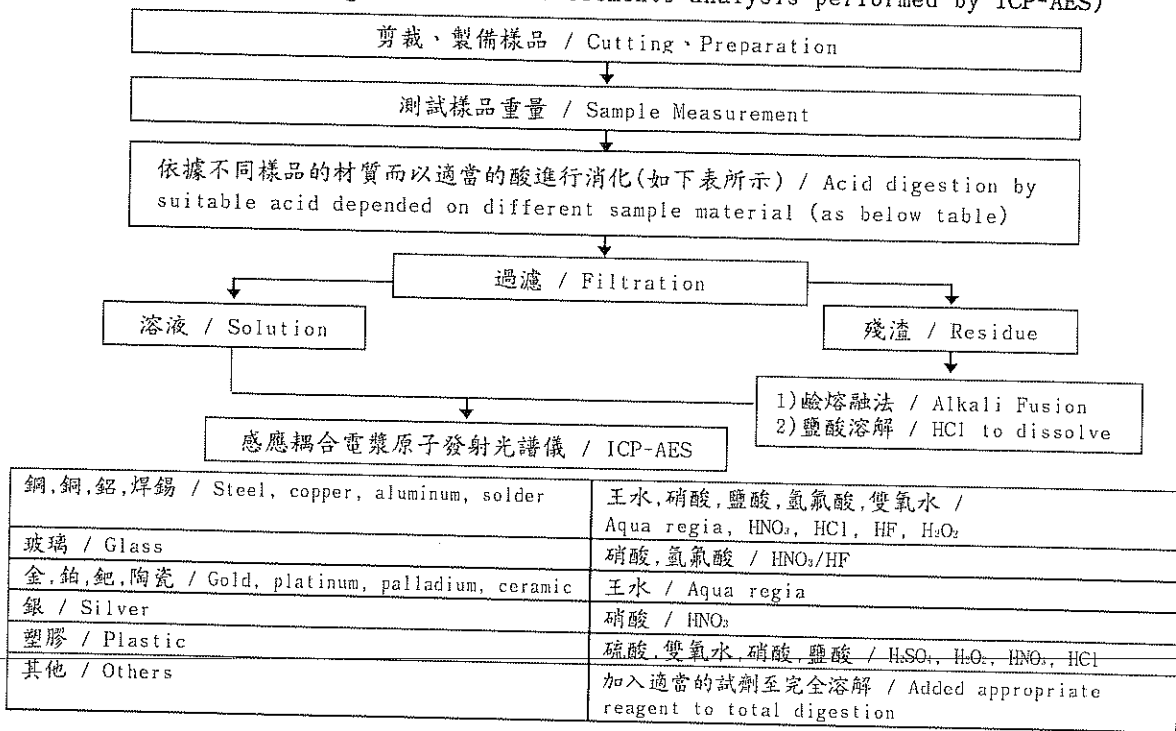 elements analysis performed by ICP-AES)
剪裁、製備樣品 / Cutting、Preparation
測試樣品重量 / Sample Measurement
依據不同樣品的材質而以適當的酸進行消化(如下表所示) / Acid digestion by
suitable acid depended on different sample material (as below table)
過濾 / Filtration
溶液 / Solution
殘渣 / Residue
1)鹼熔融法 / Alkali Fusion
2)鹽酸溶解 / HCl to dissolve
感應耦合電漿原子發射光譜儀 / ICP-AES
鋼,銅,鋁,焊錫 / Steel, copper, aluminum, solder
王水,硝酸,鹽酸,氫氟酸,雙氧水 /
Aqua regia, HNO₃, HCl, HF, H₂O₂
玻璃 / Glass
硝酸,氫氟酸 / HNO₃/HF
金,鉑,鈀,陶瓷 / Gold, platinum, palladium, ceramic
王水 / Aqua regia
銀 / Silver
硝酸 / HNO₃
塑膠 / Plastic
硫酸,雙氧水,硝酸,鹽酸 / H₂SO₄, H₂O₂, HNO₃, HCl
其他 / Others
加入適當的試劑至完全溶解 / Added appropriate
reagent to total digestion